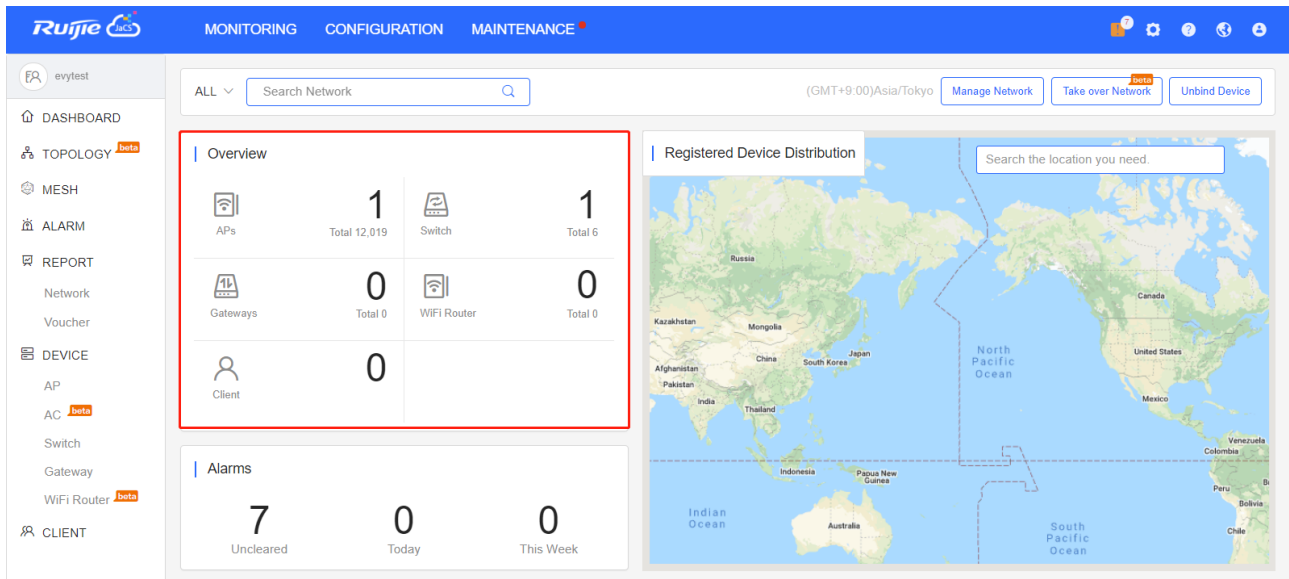 Ruijie JaCS
MONITORING CONFIGURATION MAINTENANCE
7
evytest
DASHBOARD
TOPOLOGY beta
MESH
ALARM
REPORT
Network
Voucher
DEVICE
AP
AC beta
Switch
Gateway
WiFi Router beta
CLIENT
ALL Search Network
(GMT+9:00)Asia/Tokyo
Manage Network
Take over Network beta
Unbind Device
Overview
APs 1 Total 12,019
Switch 1 Total 6
Gateways 0 Total 0
WiFi Router 0 Total 0
Client 0
Alarms
7 0 0
Uncleared Today This Week
Registered Device Distribution
Search the location you need.
Russia
Canada
Kazakhstan
Mongolia
North
Pacific
Ocean
United States
China
South Korea
Japan
Afghanistan
Pakistan
India
Thailand
Mexico
Venezuela
Colombia
Indonesia
Papua New
Guinea
Peru
Bolivia
Indian
Ocean
Australia
South
Pacific
Ocean
Chile